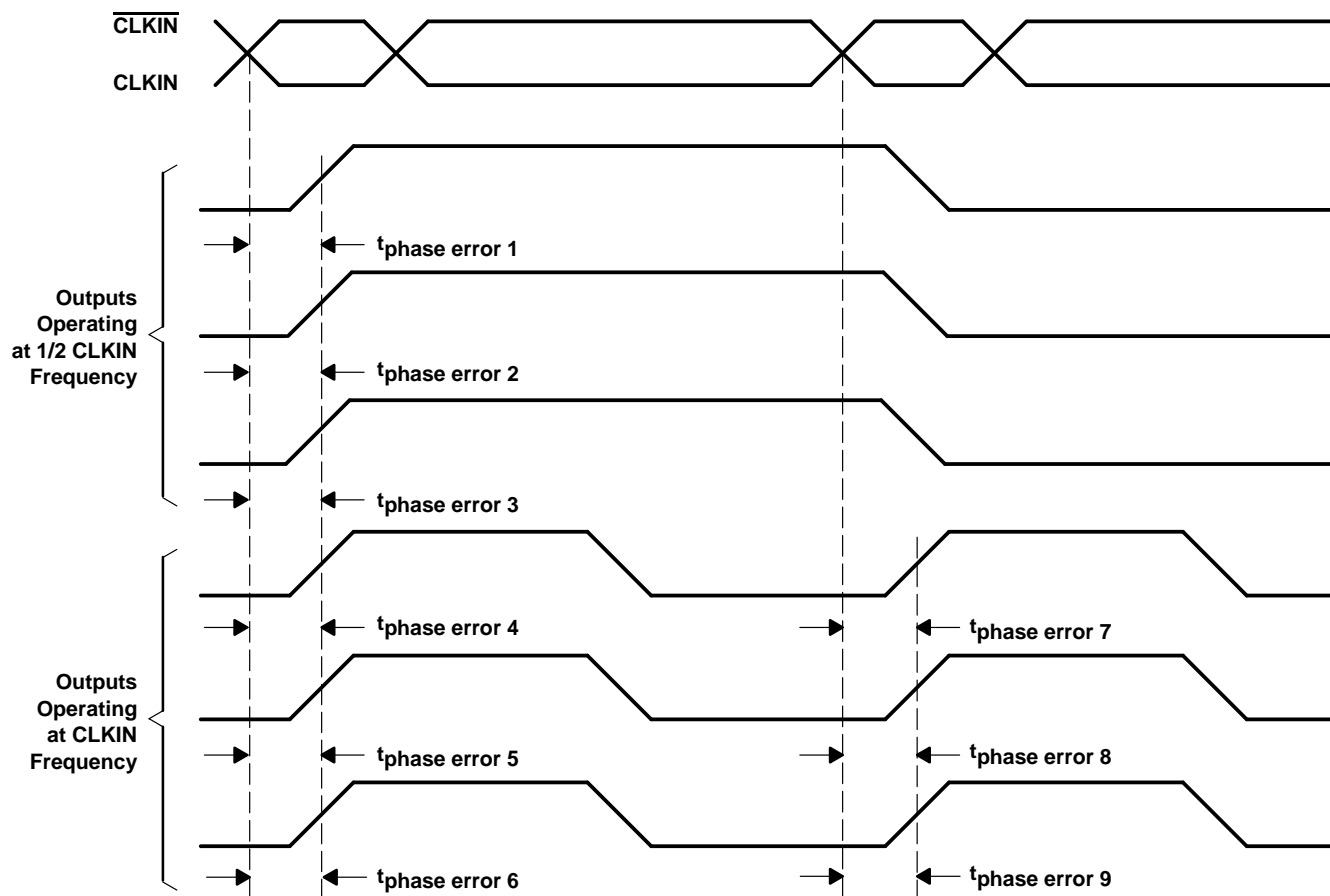 CLKIN
CLKIN
tphase error 1
Outputs
Operating
at 1/2 CLKIN
Frequency
tphase error 2
tphase error 3
tphase error 4
tphase error 7
Outputs
Operating
at CLKIN
Frequency
tphase error 5
tphase error 8
tphase error 6
tphase error 9